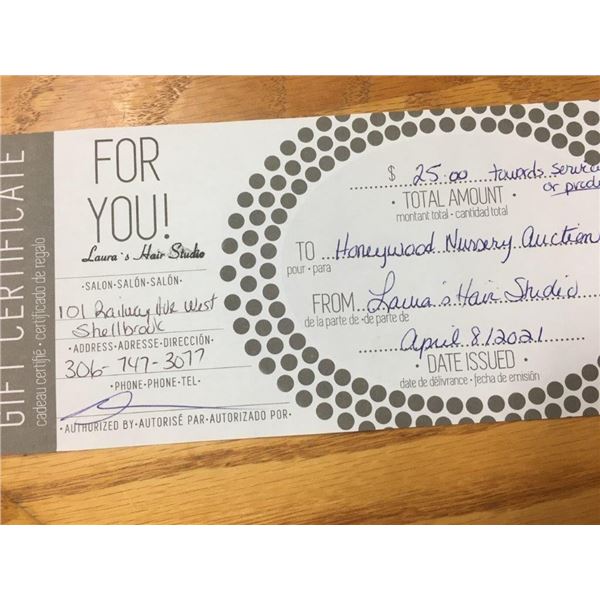 GIFT CERTIFICATE
cadeau certifié • certificado de regalo
FOR
YOU!
Laura's Hair Studio
•SALON•SALÓN•SALÓN•
101 Railway Ave West
Shellbrook
•ADDRESS•ADRESSE•DIRECCIÓN•
306-747-3077
•PHONE•PHONE•TEL•
•AUTHORIZED BY•AUTORISÉ PAR•AUTORIZADO POR•
$ 25.00 towards
or
• TOTAL AMOUNT •
montant total • cantidad total
TO Honeywood Nursery Auction
pour • para
FROM Laura's Hair Studio
de la parte de • de parte de
April 8/2021
• DATE ISSUED •
date de délivrance • fecha de emisión